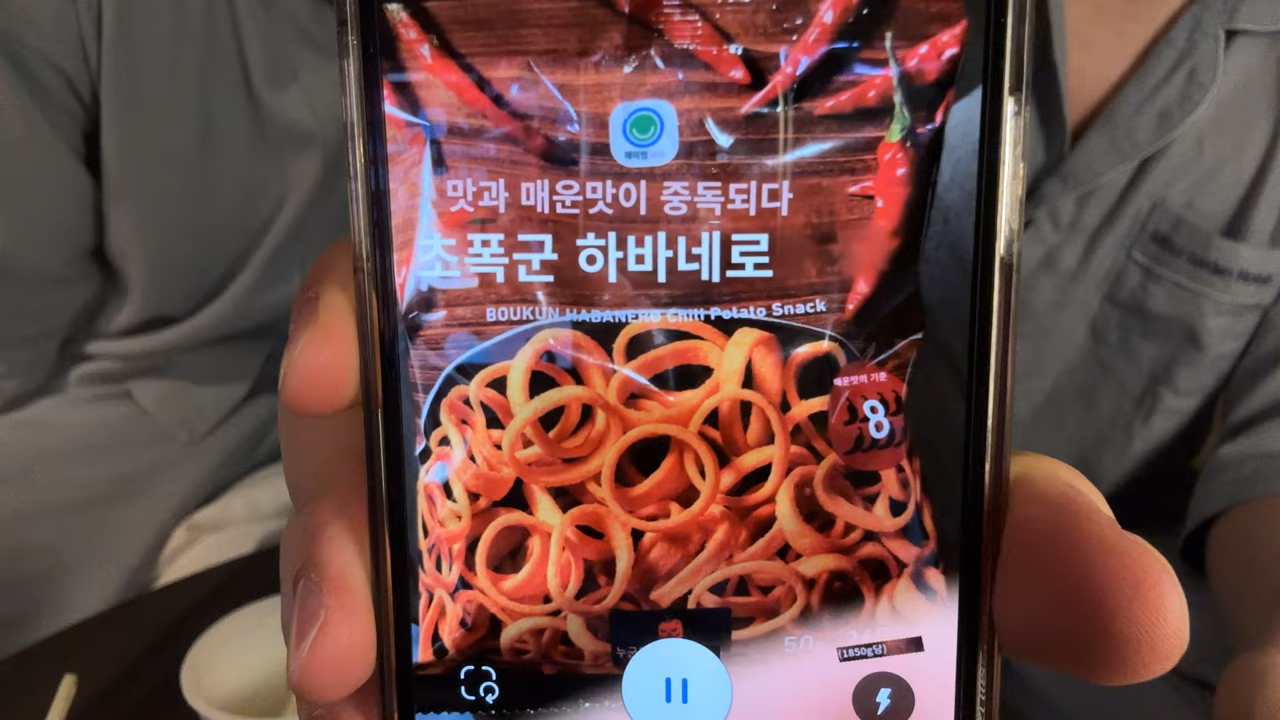 맛과 매운맛이 중독되다
초폭군 하바네로
BOUKUN HABANERO Chili Potato Snack
매운맛의 기준
8
(1850g당)